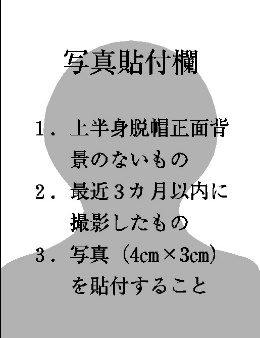 写真貼付欄
１．上半身脱帽正面背
景のないもの
２．最近３カ月以内に
撮影したもの
３．写真（4cm×3cm）
を貼付すること